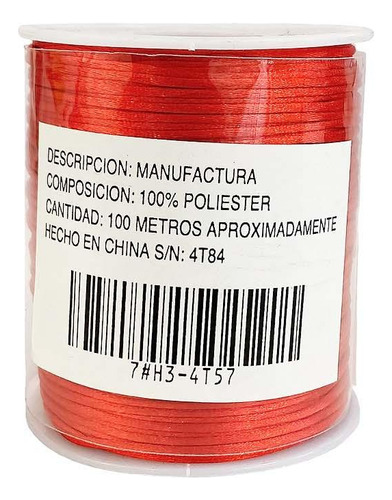 DESCRIPCION: MANUFACTURA
COMPOSICION: 100% POLIESTER
CANTIDAD: 100 METROS APROXIMADAMENTE
HECHO EN CHINA S/N: 4T84
7#H3-4T57